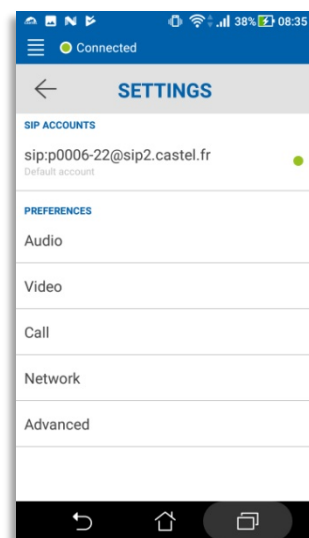 38% 08:35
Connected
SETTINGS
SIP ACCOUNTS
sip:p0006-22@sip2.castel.fr
Default account
PREFERENCES
Audio
Video
Call
Network
Advanced